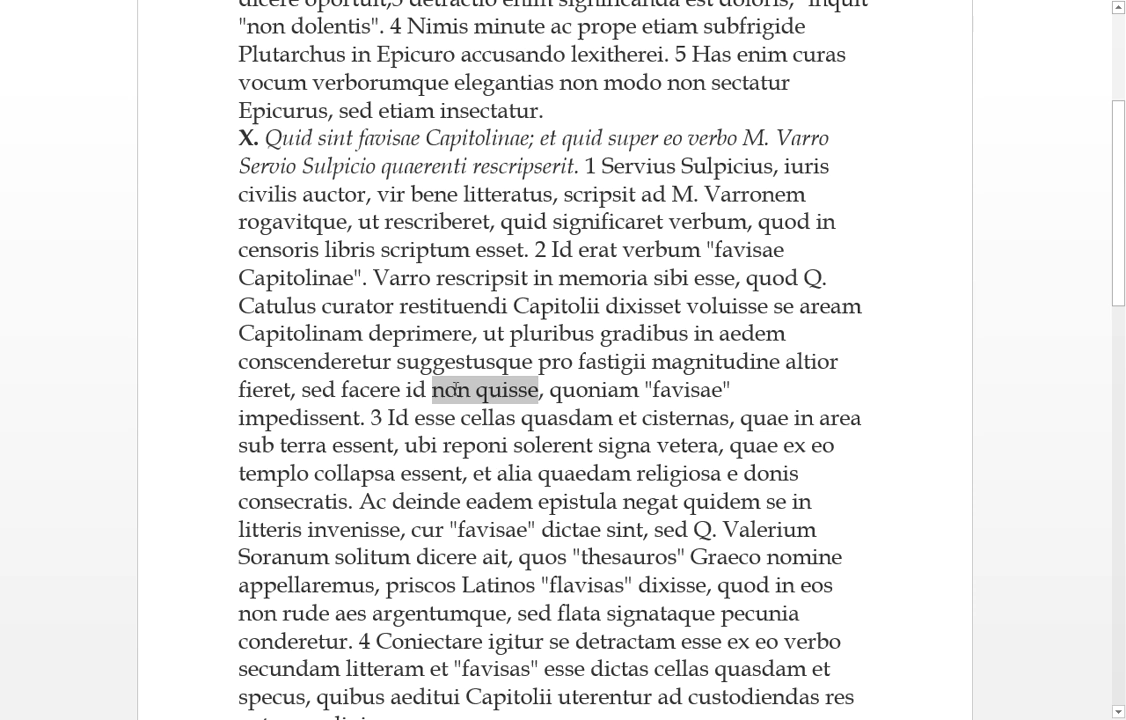 dicere oportuit,3 detractio enim significanda est doloris," inquit
"non dolentis". 4 Nimis minute ac prope etiam subfrigide
Plutarchus in Epicuro accusando lexitherei. 5 Has enim curas
vocum verborumque elegantias non modo non sectatur
Epicurus, sed etiam insectatur.
X. Quid sint favisae Capitolinae; et quid super eo verbo M. Varro
Servio Sulpicio quaerenti rescripserit. 1 Servius Sulpicius, iuris
civilis auctor, vir bene litteratus, scripsit ad M. Varronem
rogavitque, ut rescriberet, quid significaret verbum, quod in
censoris libris scriptum esset. 2 Id erat verbum "favisae
Capitolinae". Varro rescripsit in memoria sibi esse, quod Q.
Catulus curator restituendi Capitolii dixisset voluisse se aream
Capitolinam deprimere, ut pluribus gradibus in aedem
conscenderetur suggestusque pro fastigii magnitudine altior
fieret, sed facere id non quisse, quoniam "favisae"
impedissent. 3 Id esse cellas quasdam et cisternas, quae in area
sub terra essent, ubi reponi solerent signa vetera, quae ex eo
templo collapsa essent, et alia quaedam religiosa e donis
consecratis. Ac deinde eadem epistula negat quidem se in
litteris invenisse, cur "favisae" dictae sint, sed Q. Valerium
Soranum solitum dicere ait, quos "thesauros" Graeco nomine
appellaremus, priscos Latinos "flavisas" dixisse, quod in eos
non rude aes argentumque, sed flata signataque pecunia
conderetur. 4 Coniectare igitur se detractam esse ex eo verbo
secundam litteram et "favisas" esse dictas cellas quasdam et
specus, quibus aeditui Capitolii uterentur ad custodiendas res